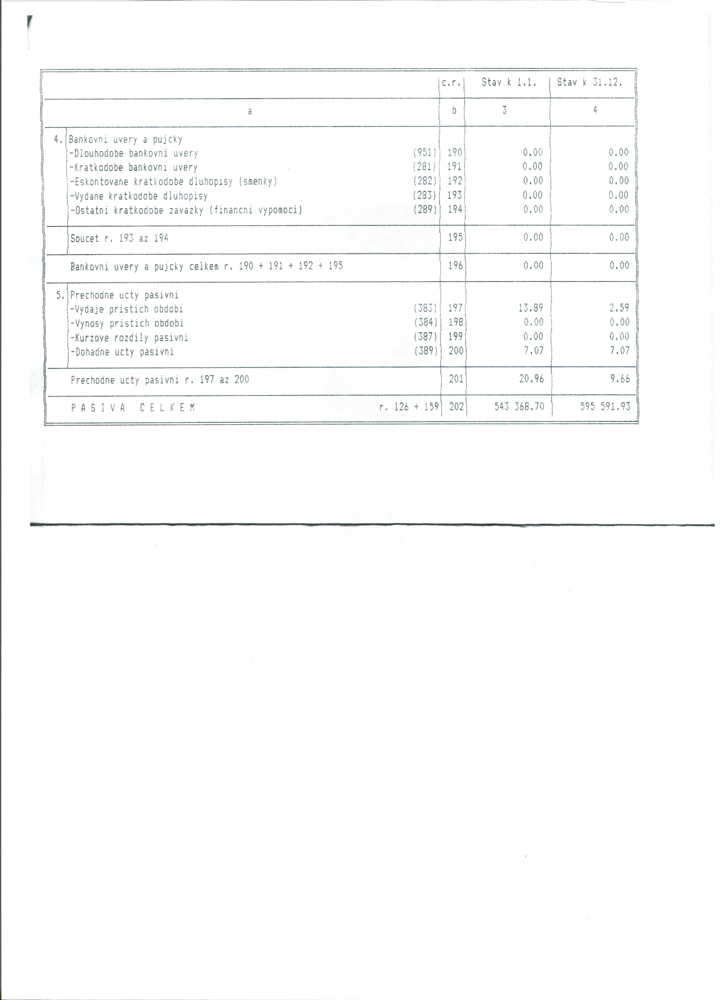 c.r. Stav k 1.1. Stav k 31.12.
a b 3 4
4. Bankovni uvery a pujcky
-Dlouhodobe bankovni uvery (951) 190 0.00 0.00
-Kratkodobe bankovni uvery (281) 191 0.00 0.00
-Eskontovane kratkodobe dluhopisy (smenky) (282) 192 0.00 0.00
-Vydane kratkodobe dluhopisy (283) 193 0.00 0.00
-Ostatni kratkodobe zavazky (financni vypomoci) (289) 194 0.00 0.00
Soucet r. 193 az 194 195 0.00 0.00
Bankovni uvery a pujcky celkem r. 190 + 191 + 192 + 195 196 0.00 0.00
5. Prechodne ucty pasivni
-Vydaje pristich obdobi (383) 197 13.89 2.59
-Vynosy pristich obdobi (384) 198 0.00 0.00
-Kurzove rozdily pasivni (387) 199 0.00 0.00
-Dohadne ucty pasivni (389) 200 7.07 7.07
Prechodne ucty pasivni r. 197 az 200 201 20.96 9.66
P A S I V A C E L K E M r. 126 + 159 202 543 368.70 595 591.93